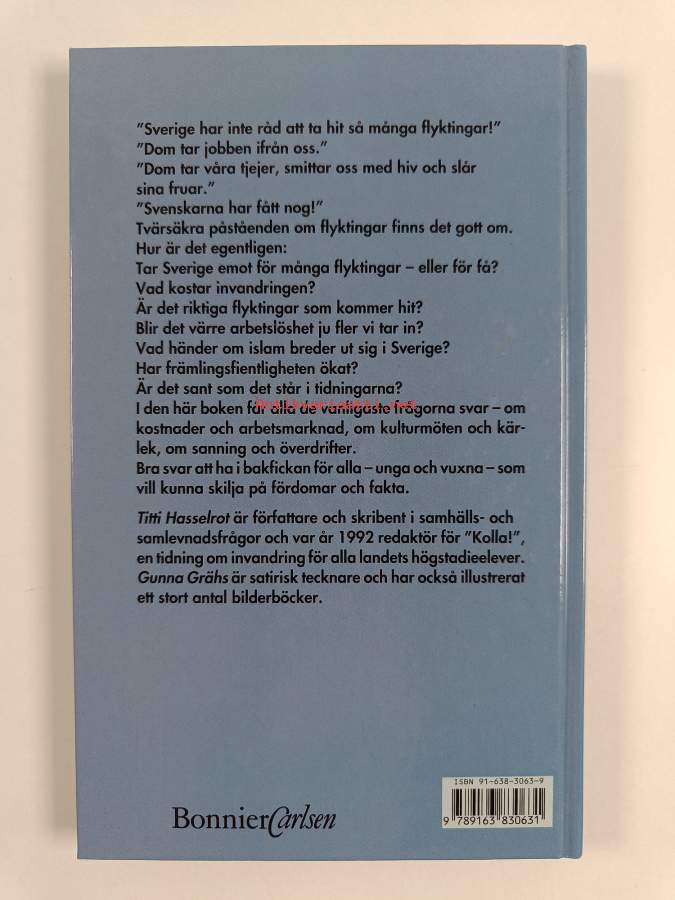 "Sverige har inte råd att ta hit så många flyktingar!"
"Dom tar jobben ifrån oss."
"Dom tar våra tjejer, smittar oss med hiv och slår
sina fruar."
"Svenskarna har fått nog!"
Tvärsäkra påståenden om flyktingar finns det gott om.
Hur är det egentligen:
Tar Sverige emot för många flyktingar – eller för få?
Vad kostar invandringen?
Är det riktiga flyktingar som kommer hit?
Blir det värre arbetslöshet ju fler vi tar in?
Vad händer om islam breder ut sig i Sverige?
Har främlingsfientligheten ökat?
Är det sant som det står i tidningarna?
I den här boken får alla de vanligaste frågorna svar – om
kostnader och arbetsmarknad, om kulturmöten och kär-
lek, om sanning och överdrifter.
Bra svar att ha i bakfickan för alla – unga och vuxna – som
vill kunna skilja på fördomar och fakta.
Titti Hasselrot är författare och skribent i samhälls- och
samlevnadsfrågor och var år 1992 redaktör för "Kolla!",
en tidning om invandring för alla landets högstadieelever.
Gunna Grähs är satirisk tecknare och har också illustrerat
ett stort antal bilderböcker.
ISBN 91-638-3063-9
9 789163 830631
BonnierCarlsen